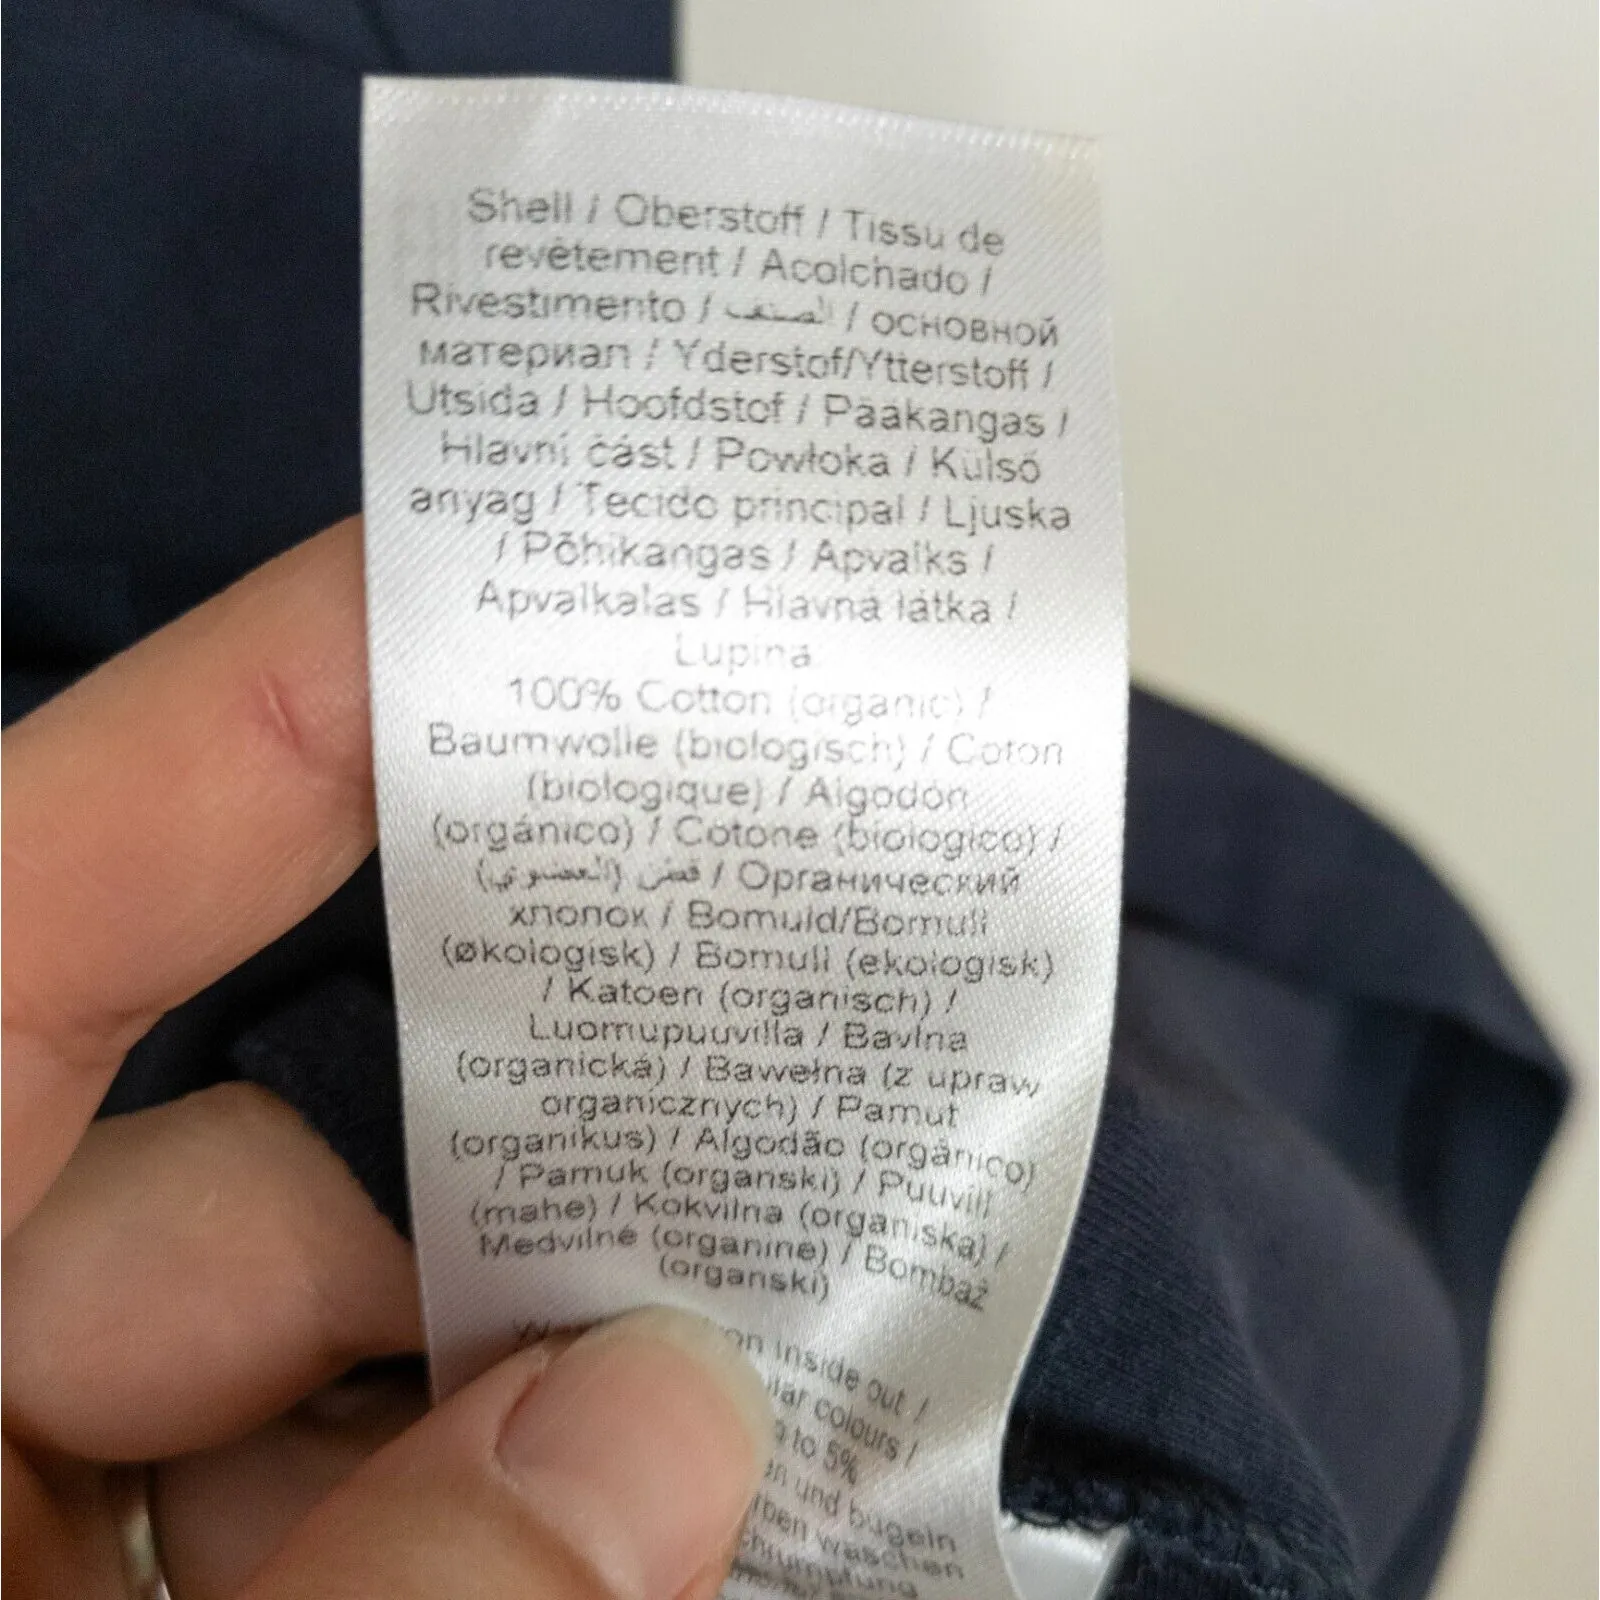 Shell / Oberstoff / Tissu de
revêtement / Acolchado /
Rivestimento / الصنف / основной
материал / Yderstof/Ytterstoff /
Utsida / Hoofdstof / Pääkangas /
Hlavní část / Powłoka / Külső
anyag / Tecido principal / Ljuska
/ Põhikangas / Apvalks /
Apvalkalas / Hlavná látka /
Lupina
100% Cotton (organic) /
Baumwolle (biologisch) / Coton
(biologique) / Algodón
(orgánico) / Cotone (biologico) /
قطن (العضوي) / Органический
хлопок / Bomuld/Bomull
(økologisk) / Bomull (ekologisk)
/ Katoen (organisch) /
Luomupuuvilla / Bavlna
(organická) / Bawełna (z upraw
organicznych) / Pamut
(organikus) / Algodão (orgânico)
/ Pamuk (organski) / Puuvill
(mahe) / Kokvilna (organiska) /
Medvilnė (organinė) / Bombaž
(organski)
inside out /
colours /
to 5%
und bügeln
waschen